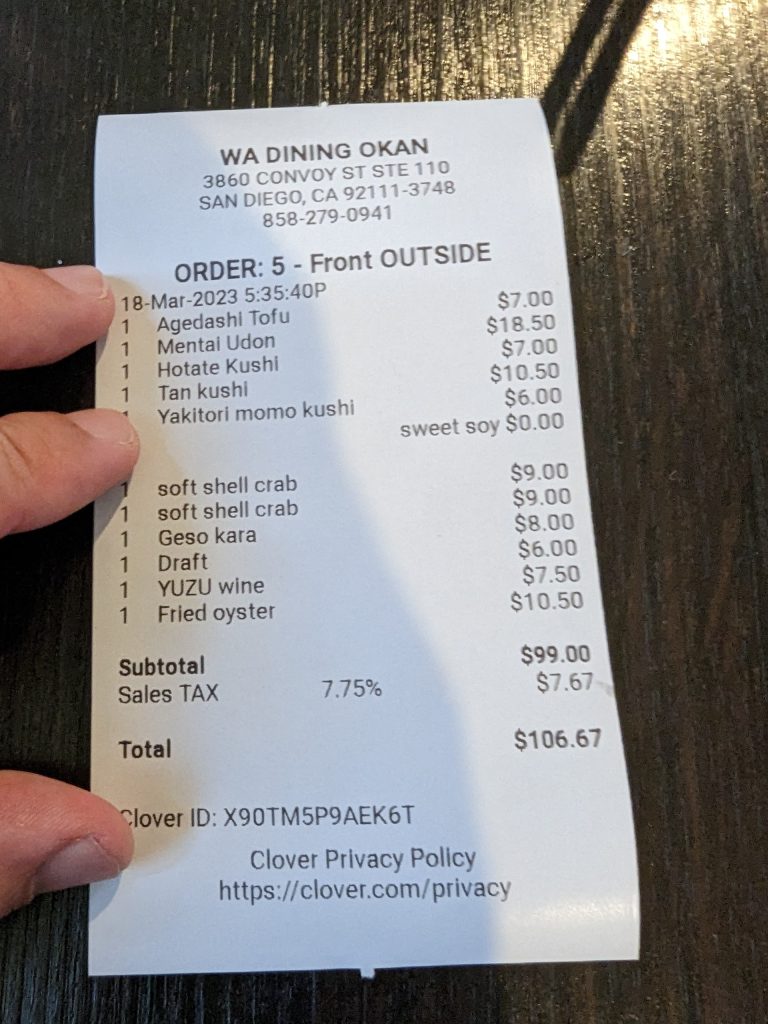 WA DINING OKAN
3860 CONVOY ST STE 110
SAN DIEGO, CA 92111-3748
858-279-0941
ORDER: 5 - Front OUTSIDE
18-Mar-2023 5:35:40P
1 Agedashi Tofu $7.00
1 Mentai Udon $18.50
1 Hotate Kushi $7.00
1 Tan kushi $10.50
1 Yakitori momo kushi $6.00
sweet soy $0.00
1 soft shell crab $9.00
1 soft shell crab $9.00
1 Geso kara $8.00
1 Draft $6.00
1 YUZU wine $7.50
1 Fried oyster $10.50
Subtotal $99.00
Sales TAX 7.75% $7.67
Total $106.67
Clover ID: X90TM5P9AEK6T
Clover Privacy Policy
https://clover.com/privacy